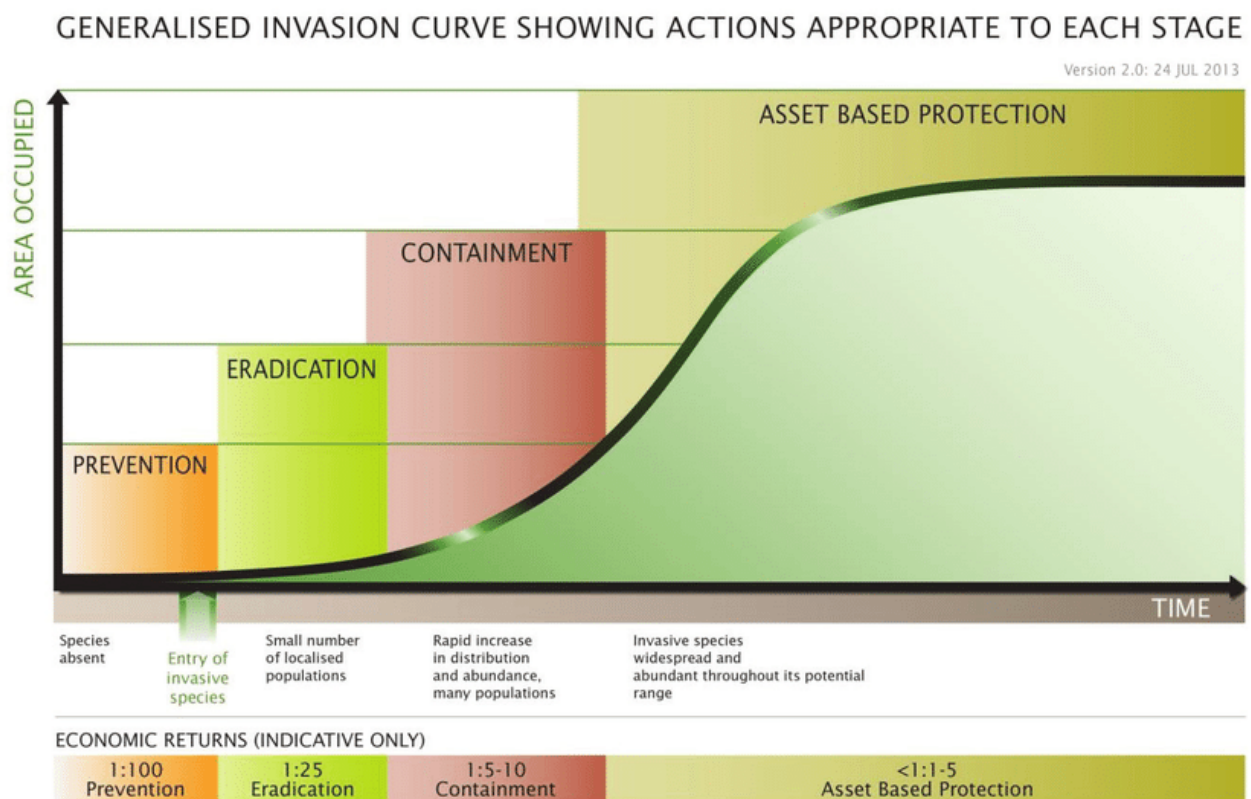 GENERALISED INVASION CURVE SHOWING ACTIONS APPROPRIATE TO EACH STAGE
Version 2.0: 24 JUL 2013
AREA OCCUPIED
ASSET BASED PROTECTION
CONTAINMENT
ERADICATION
PREVENTION
TIME
Species
absent
Entry of
invasive
species
Small number
of localised
populations
Rapid increase
in distribution
and abundance,
many populations
Invasive species
widespread and
abundant throughout its potential
range
ECONOMIC RETURNS (INDICATIVE ONLY)
1:100
Prevention
1:25
Eradication
1:5-10
Containment
<1:1-5
Asset Based Protection